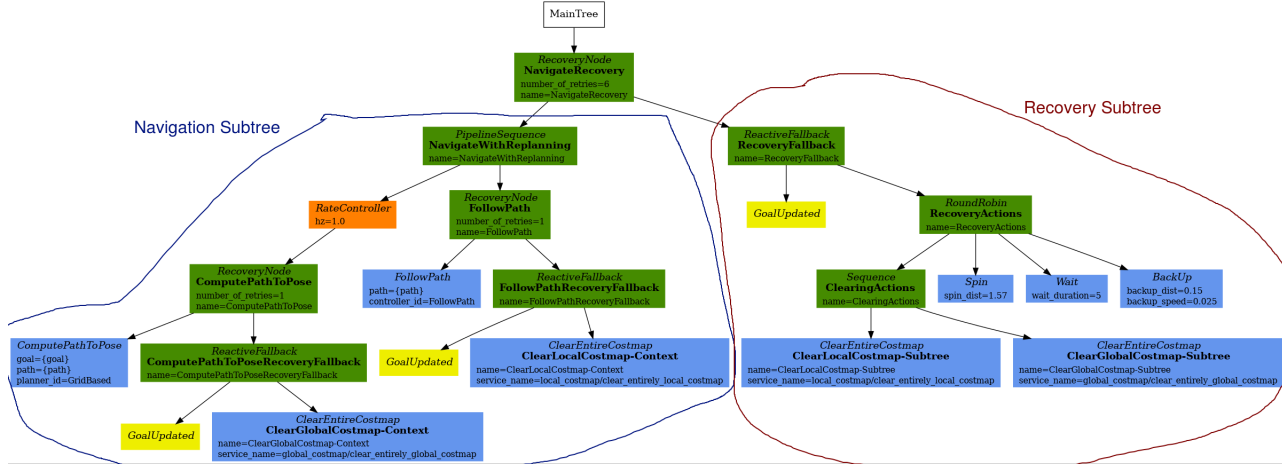 MainTree
RecoveryNode
NavigateRecovery
number_of_retries=6
name=NavigateRecovery
Navigation Subtree
Recovery Subtree
PipelineSequence
NavigateWithReplanning
name=NavigateWithReplanning
ReactiveFallback
RecoveryFallback
name=RecoveryFallback
RateController
hz=1.0
RecoveryNode
FollowPath
number_of_retries=1
name=FollowPath
GoalUpdated
RoundRobin
RecoveryActions
name=RecoveryActions
RecoveryNode
ComputePathToPose
number_of_retries=1
name=ComputePathToPose
FollowPath
path={path}
controller_id=FollowPath
ReactiveFallback
FollowPathRecoveryFallback
name=FollowPathRecoveryFallback
Sequence
ClearingActions
name=ClearingActions
Spin
spin_dist=1.57
Wait
wait_duration=5
BackUp
backup_dist=0.15
backup_speed=0.025
ComputePathToPose
goal={goal}
path={path}
planner_id=GridBased
ReactiveFallback
ComputePathToPoseRecoveryFallback
name=ComputePathToPoseRecoveryFallback
GoalUpdated
ClearEntireCostmap
ClearLocalCostmap-Context
name=ClearLocalCostmap-Context
service_name=local_costmap/clear_entirely_local_costmap
ClearEntireCostmap
ClearLocalCostmap-Subtree
name=ClearLocalCostmap-Subtree
service_name=local_costmap/clear_entirely_local_costmap
ClearEntireCostmap
ClearGlobalCostmap-Subtree
name=ClearGlobalCostmap-Subtree
service_name=global_costmap/clear_entirely_global_costmap
GoalUpdated
ClearEntireCostmap
ClearGlobalCostmap-Context
name=ClearGlobalCostmap-Context
service_name=global_costmap/clear_entirely_global_costmap